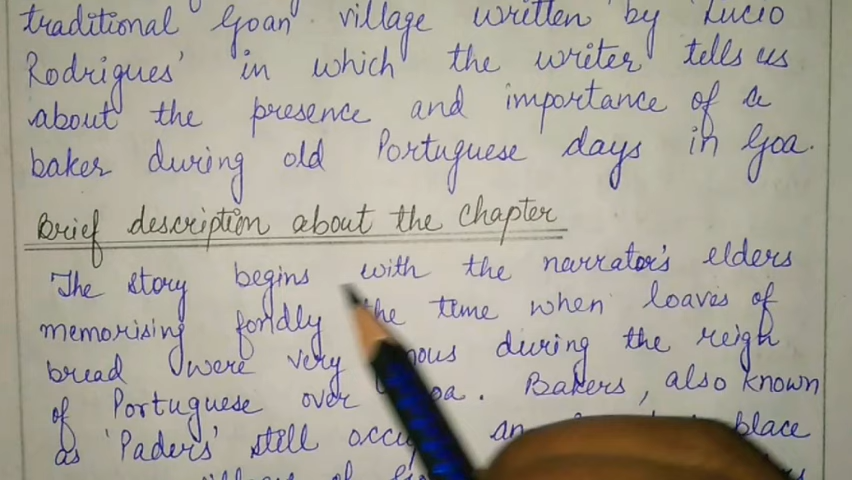 traditional Goan village written by Lucio
Rodrigues' in which the writer tells us
about the presence and importance of a
baker during old Portuguese days in Goa.
Brief description about the chapter
The story begins with the narrator's elders
memorising fondly the time when loaves of
bread were very during the reign
of Portuguese over Goa. Bakers, also known
as 'Paders' still an place